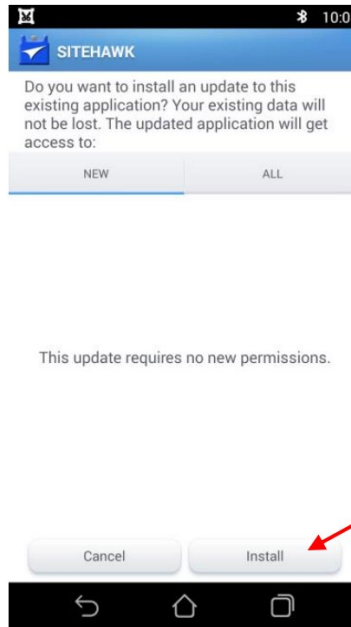 10:0
SITEHAWK
Do you want to install an update to this
existing application? Your existing data will
not be lost. The updated application will get
access to:
NEW ALL
This update requires no new permissions.
Cancel Install